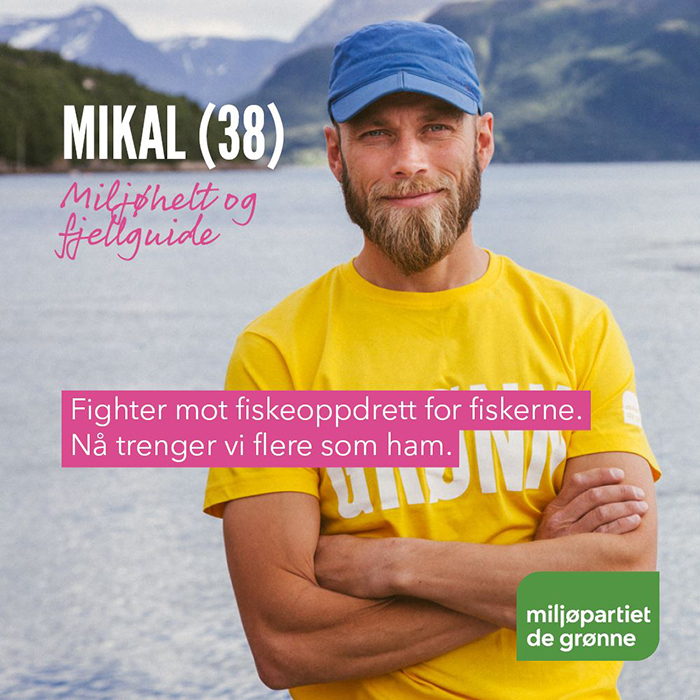 MIKAL (38)
Miljøhelt og
fjellguide
Fighter mot fiskeoppdrett for fiskerne.
Nå trenger vi flere som ham.
GRØNN
miljøpartiet
de grønne